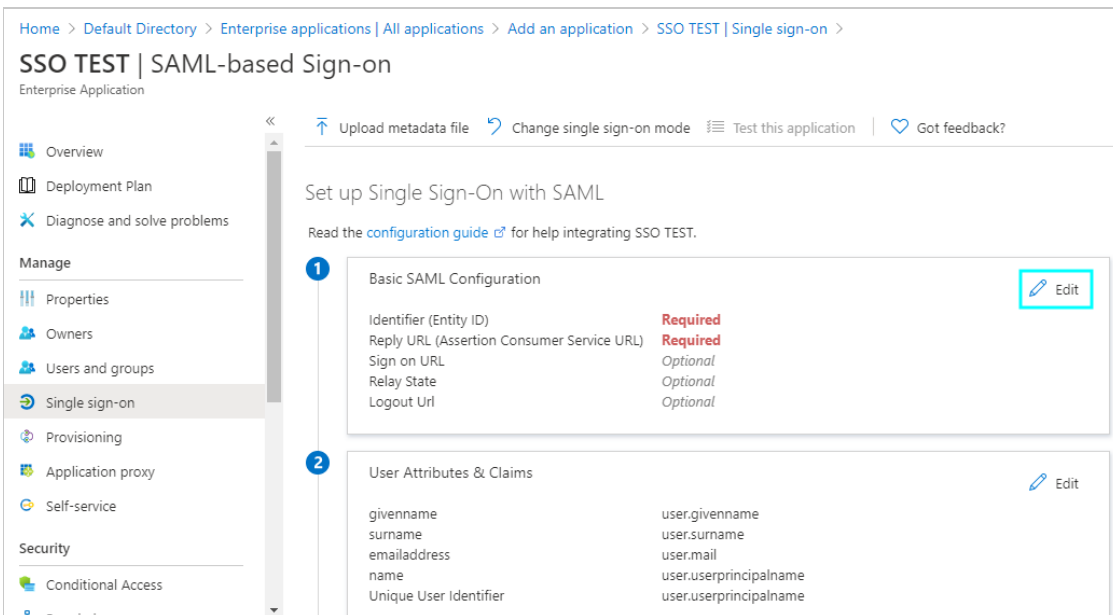 Home > Default Directory > Enterprise applications | All applications > Add an application > SSO TEST | Single sign-on >
SSO TEST | SAML-based Sign-on
Enterprise Application
«
Overview
Deployment Plan
Diagnose and solve problems
Manage
Properties
Owners
Users and groups
Single sign-on
Provisioning
Application proxy
Self-service
Security
Conditional Access
Upload metadata file Change single sign-on mode Test this application | Got feedback?
Set up Single Sign-On with SAML
Read the configuration guide for help integrating SSO TEST.
1
Basic SAML Configuration
Edit
Identifier (Entity ID) Required
Reply URL (Assertion Consumer Service URL) Required
Sign on URL Optional
Relay State Optional
Logout Url Optional
2
User Attributes & Claims
Edit
givenname user.givenname
surname user.surname
emailaddress user.mail
name user.userprincipalname
Unique User Identifier user.userprincipalname